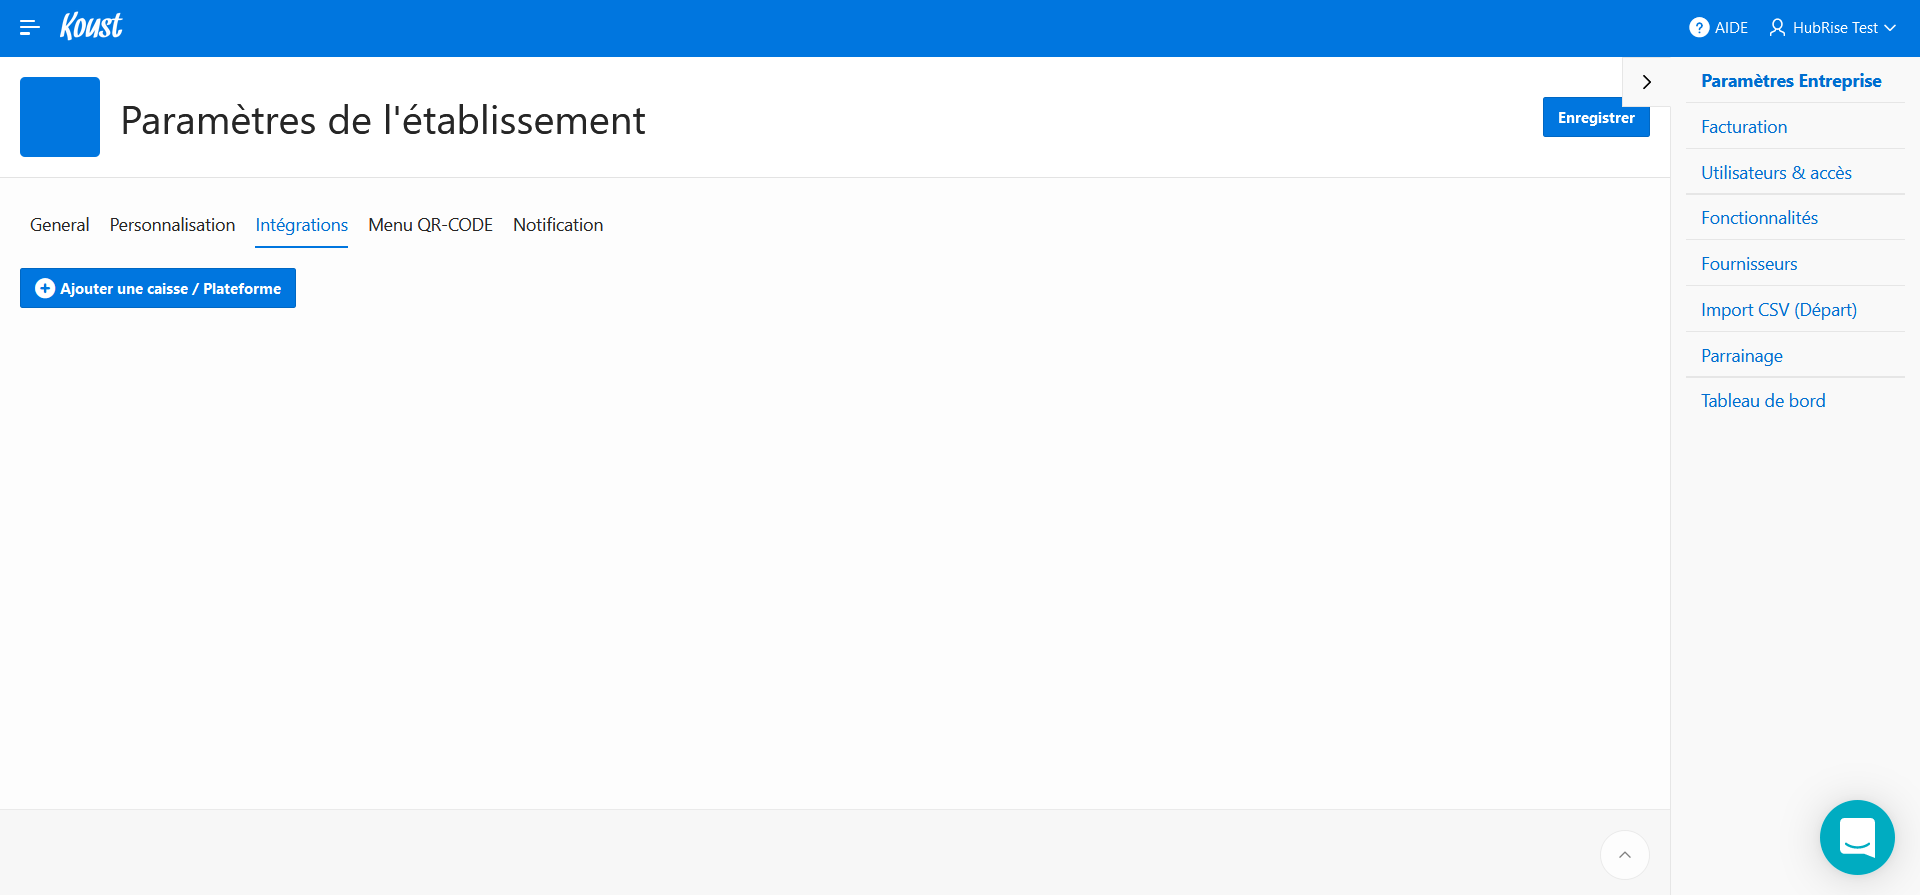 Koust
? AIDE
HubRise Test
Paramètres de l'établissement
Enregistrer
General
Personnalisation
Intégrations
Menu QR-CODE
Notification
Ajouter une caisse / Plateforme
Paramètres Entreprise
Facturation
Utilisateurs & accès
Fonctionnalités
Fournisseurs
Import CSV (Départ)
Parrainage
Tableau de bord